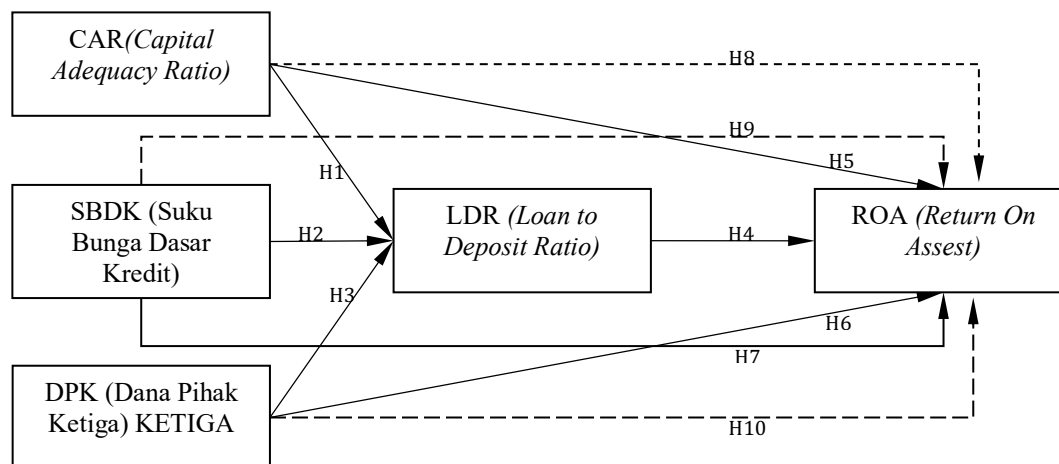 CAR(Capital
Adequacy Ratio)
H8
H9
H5
H1
SBDK (Suku
Bunga Dasar
Kredit)
H2
LDR (Loan to
Deposit Ratio)
H4
ROA (Return On
Assest)
H3
H6
H7
DPK (Dana Pihak
Ketiga) KETIGA
H10